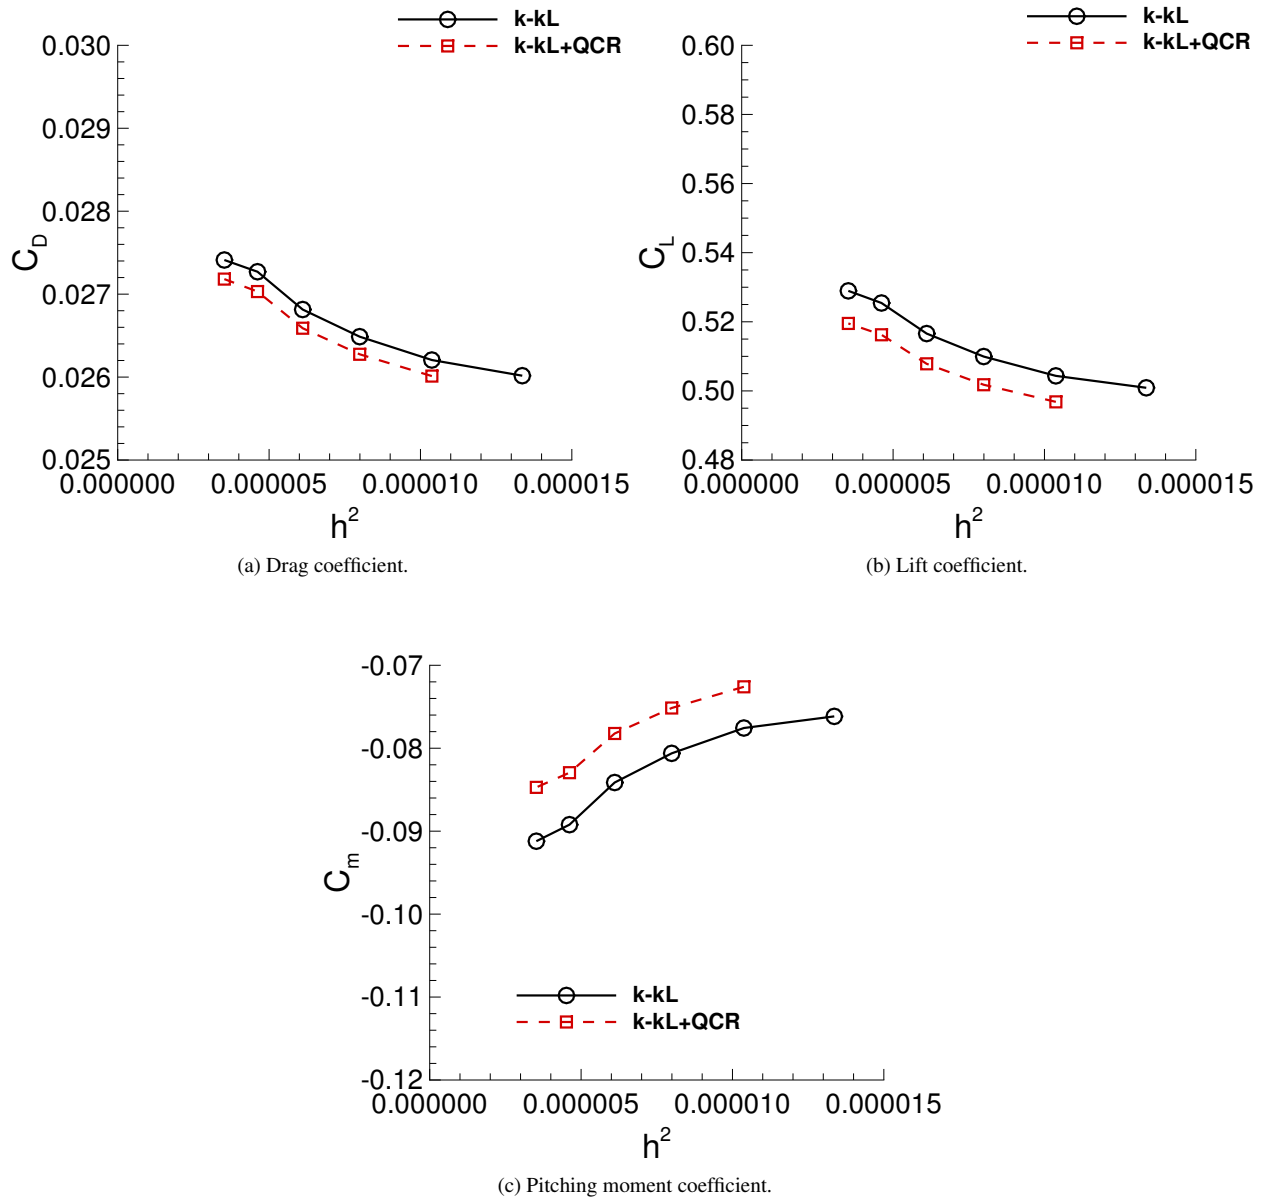 k-kL
k-kL+QCR
0.030
0.029
0.028
0.027
0.026
0.025
C_D
0.000000 0.000005 0.000010 0.000015
h²
(a) Drag coefficient.
k-kL
k-kL+QCR
0.60
0.58
0.56
0.54
0.52
0.50
0.48
C_L
0.000000 0.000005 0.000010 0.000015
h²
(b) Lift coefficient.
-0.07
-0.08
-0.09
-0.10
-0.11
-0.12
C_m
k-kL
k-kL+QCR
0.000000 0.000005 0.000010 0.000015
h²
(c) Pitching moment coefficient.